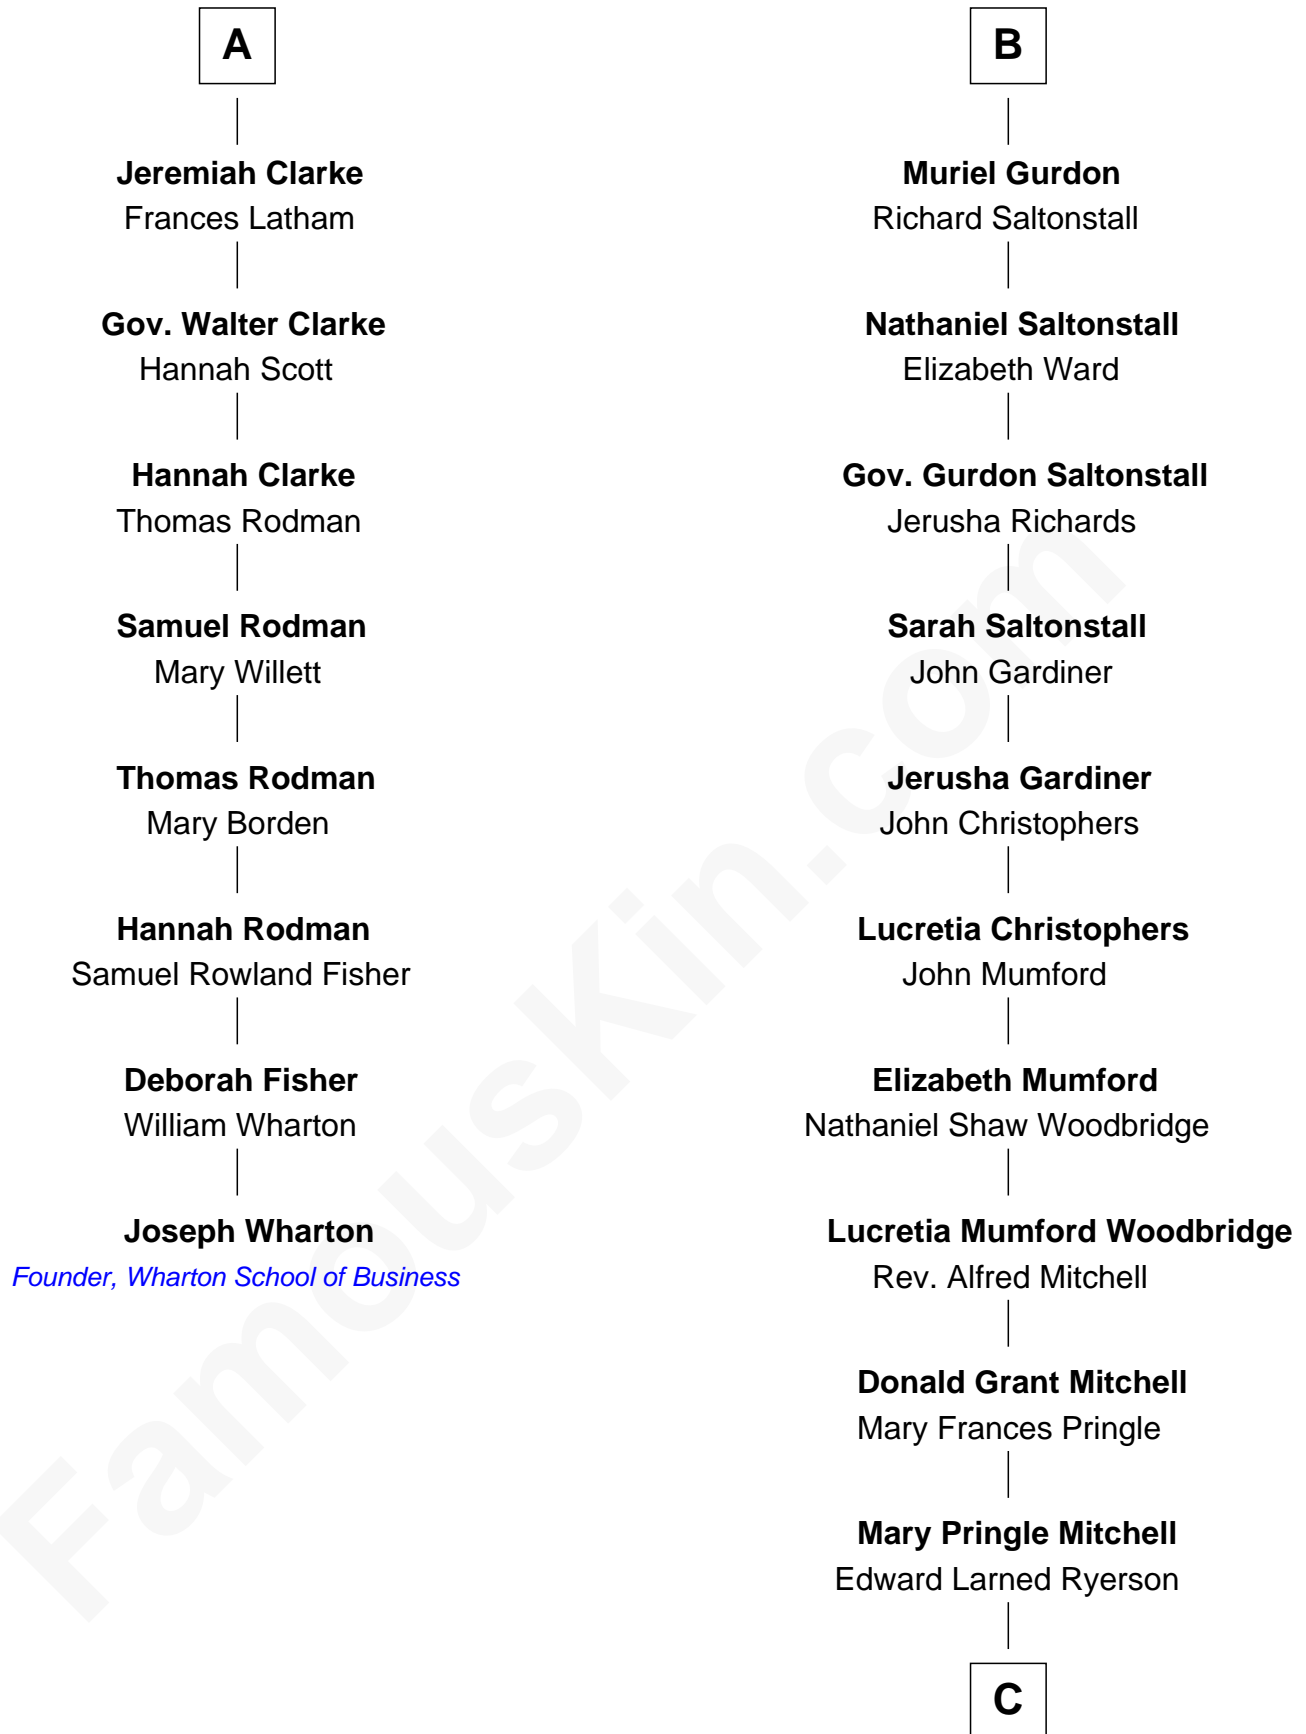 A
Jeremiah Clarke
Frances Latham
Gov. Walter Clarke
Hannah Scott
Hannah Clarke
Thomas Rodman
Samuel Rodman
Mary Willett
Thomas Rodman
Mary Borden
Hannah Rodman
Samuel Rowland Fisher
Deborah Fisher
William Wharton
Joseph Wharton
Founder, Wharton School of Business
B
Muriel Gurdon
Richard Saltonstall
Nathaniel Saltonstall
Elizabeth Ward
Gov. Gurdon Saltonstall
Jerusha Richards
Sarah Saltonstall
John Gardiner
Jerusha Gardiner
John Christophers
Lucretia Christophers
John Mumford
Elizabeth Mumford
Nathaniel Shaw Woodbridge
Lucretia Mumford Woodbridge
Rev. Alfred Mitchell
Donald Grant Mitchell
Mary Frances Pringle
Mary Pringle Mitchell
Edward Larned Ryerson
C
FamousKin.com